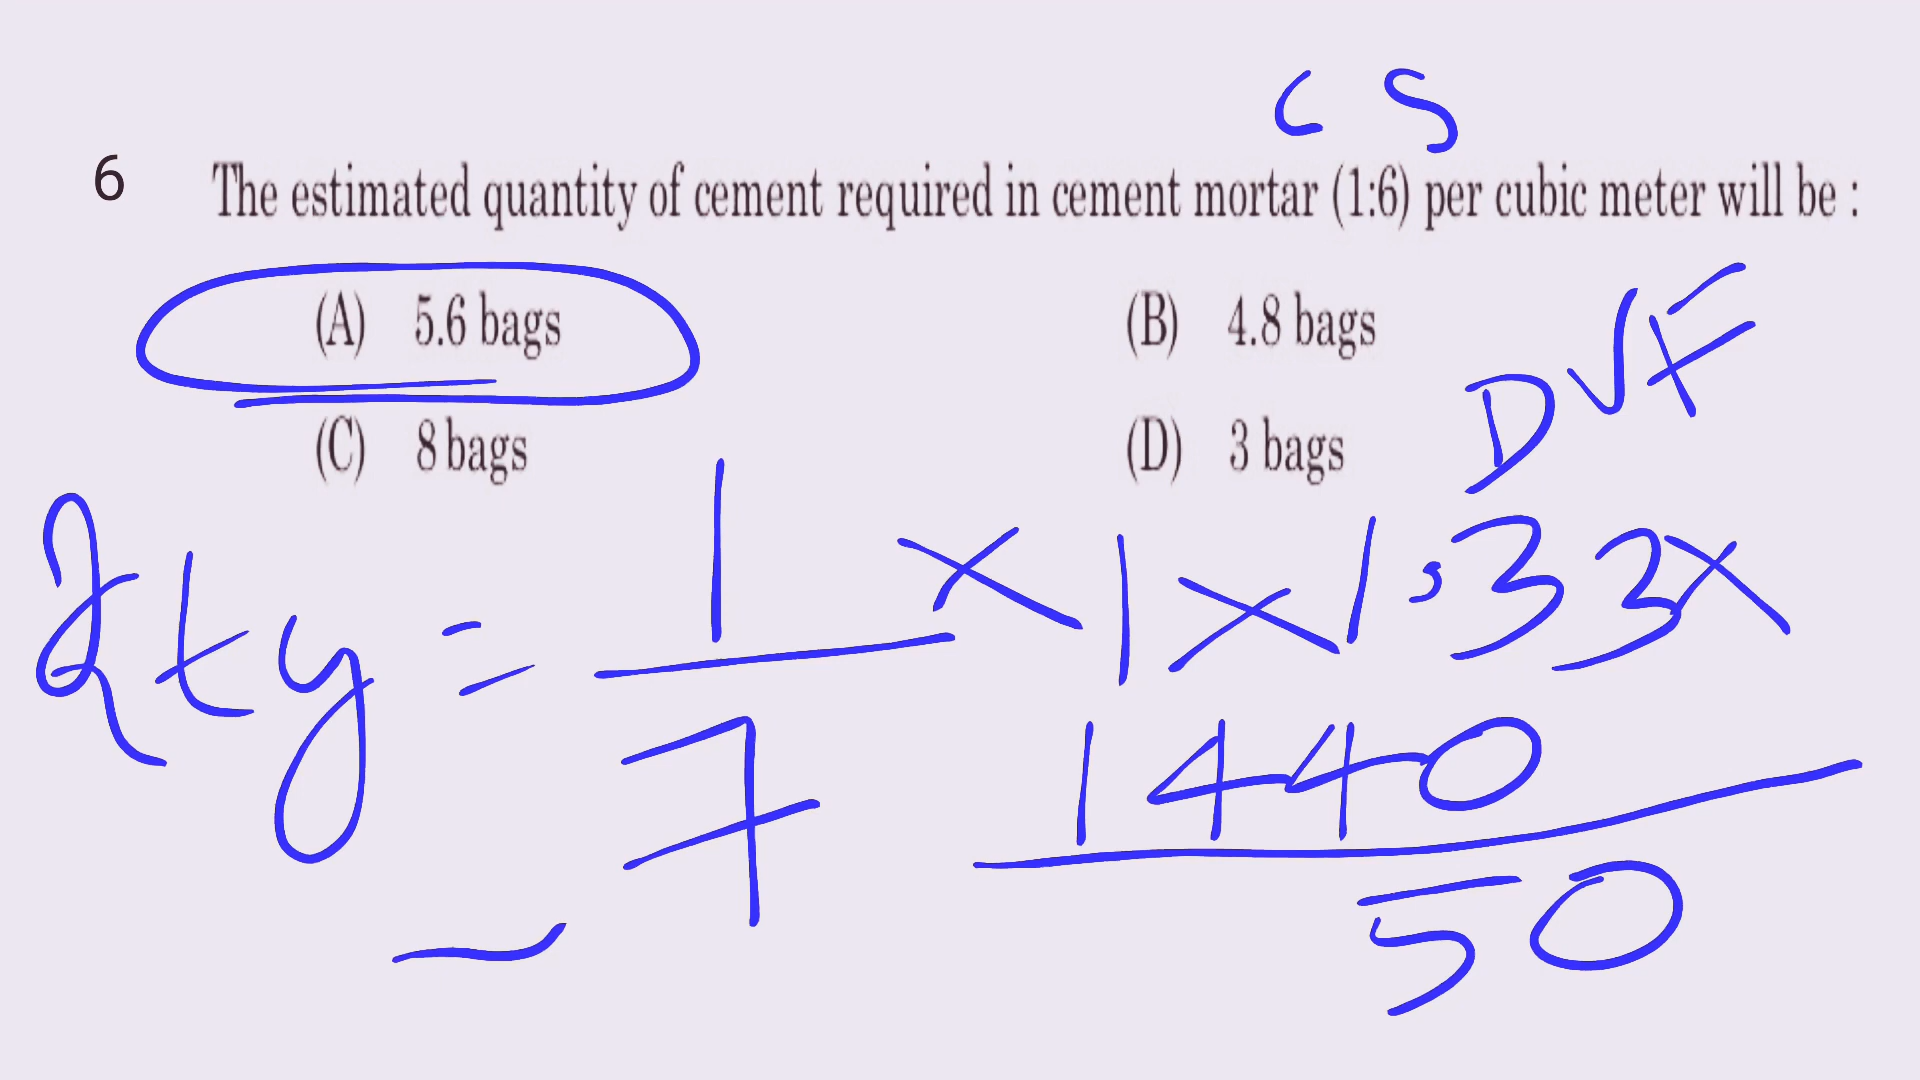 C S
6 The estimated quantity of cement required in cement mortar (1:6) per cubic meter will be :
(A) 5.6 bags (B) 4.8 bags
(C) 8 bags (D) 3 bags
DVF
Qty = 1/7 × 1 × 1.33 × 1440/50